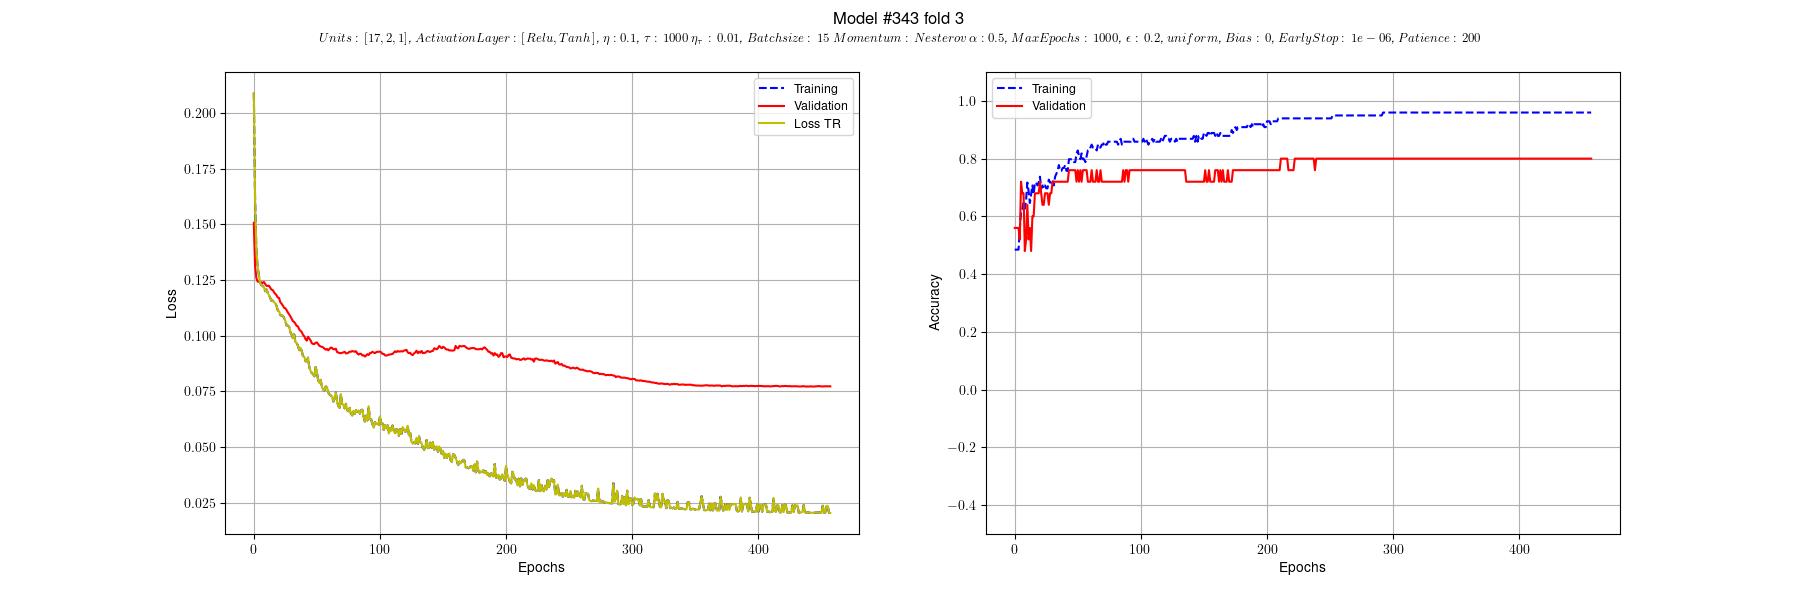 Model #343 fold 3
Units : [17, 2, 1], ActivationLayer : [Relu, Tanh], η : 0.1, τ : 1000 ητ : 0.01, Batchsize : 15 Momentum : Nesterov α : 0.5, MaxEpochs : 1000, ϵ : 0.2, uniform, Bias : 0, EarlyStop : 1e − 06, Patience : 200
Training
Validation
Loss TR
0.200
0.175
0.150
0.125
0.100
0.075
0.050
0.025
Loss
0 100 200 300 400
Epochs
Training
Validation
1.0
0.8
0.6
0.4
0.2
0.0
−0.2
−0.4
Accuracy
0 100 200 300 400
Epochs